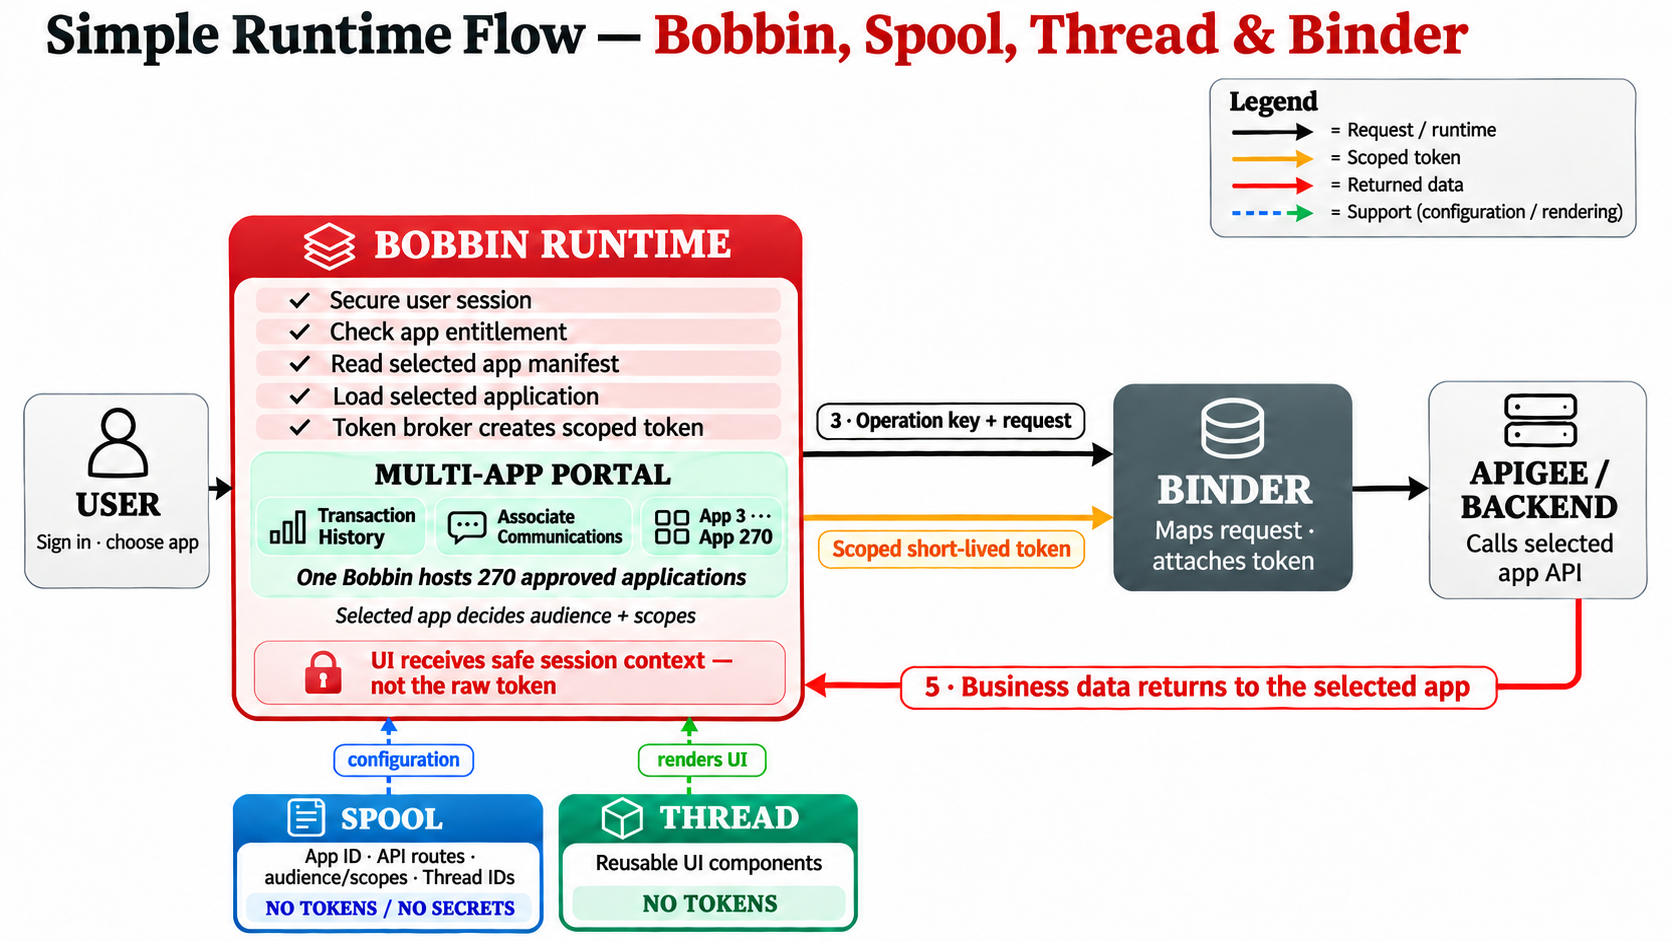 Simple Runtime Flow — Bobbin, Spool, Thread & Binder
Legend
= Request / runtime
= Scoped token
= Returned data
= Support (configuration / rendering)
BOBBIN RUNTIME
Secure user session
Check app entitlement
Read selected app manifest
Load selected application
Token broker creates scoped token
MULTI-APP PORTAL
Transaction
History
Associate
Communications
App 3 ···
App 270
One Bobbin hosts 270 approved applications
Selected app decides audience + scopes
UI receives safe session context —
not the raw token
USER
Sign in · choose app
3 · Operation key + request
Scoped short-lived token
BINDER
Maps request ·
attaches token
APIGEE /
BACKEND
Calls selected
app API
5 · Business data returns to the selected app
configuration
renders UI
SPOOL
App ID · API routes ·
audience/scopes · Thread IDs
NO TOKENS / NO SECRETS
THREAD
Reusable UI components
NO TOKENS